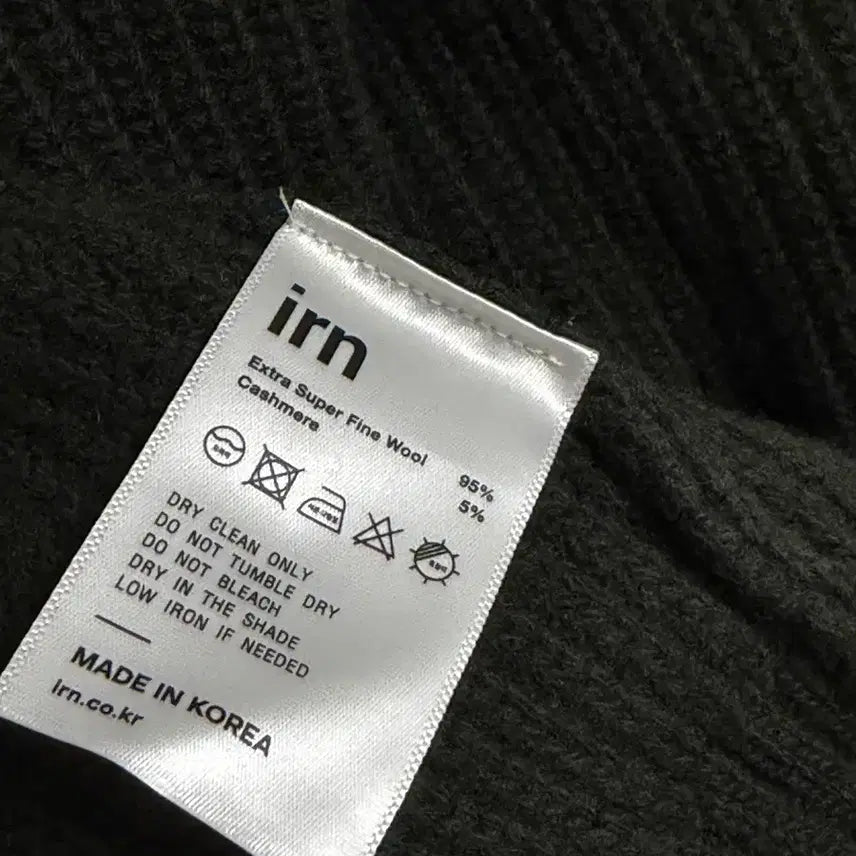 irn
Extra Super Fine Wool 95%
Cashmere 5%
DRY CLEAN ONLY
DO NOT TUMBLE DRY
DO NOT BLEACH
DRY IN THE SHADE
LOW IRON IF NEEDED
MADE IN KOREA
irn.co.kr